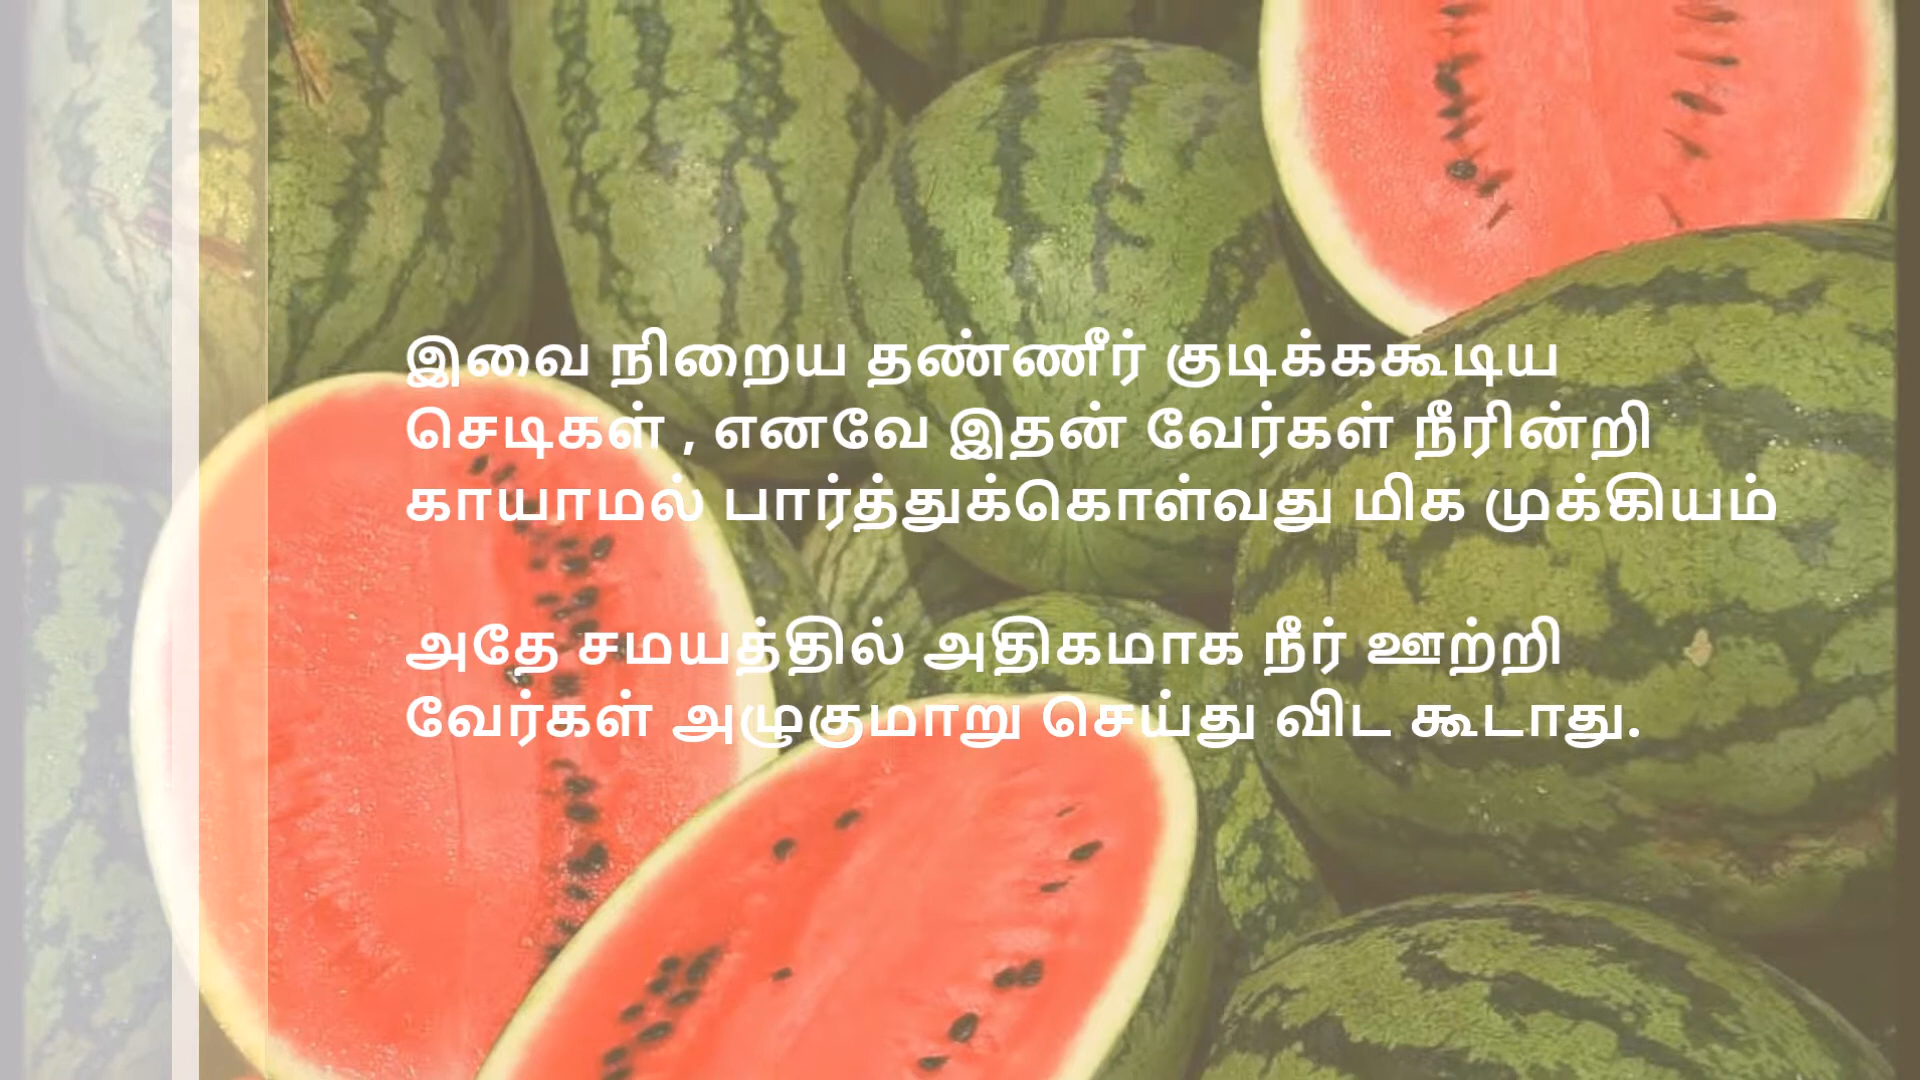 இவை நிறைய தண்ணீர் குடிக்ககூடிய
செடிகள் , எனவே இதன் வேர்கள் நீரின்றி
காயாமல் பார்த்துக்கொள்வது மிக முக்கியம்
அதே சமயத்தில் அதிகமாக நீர் ஊற்றி
வேர்கள் அழுகுமாறு செய்து விட கூடாது.